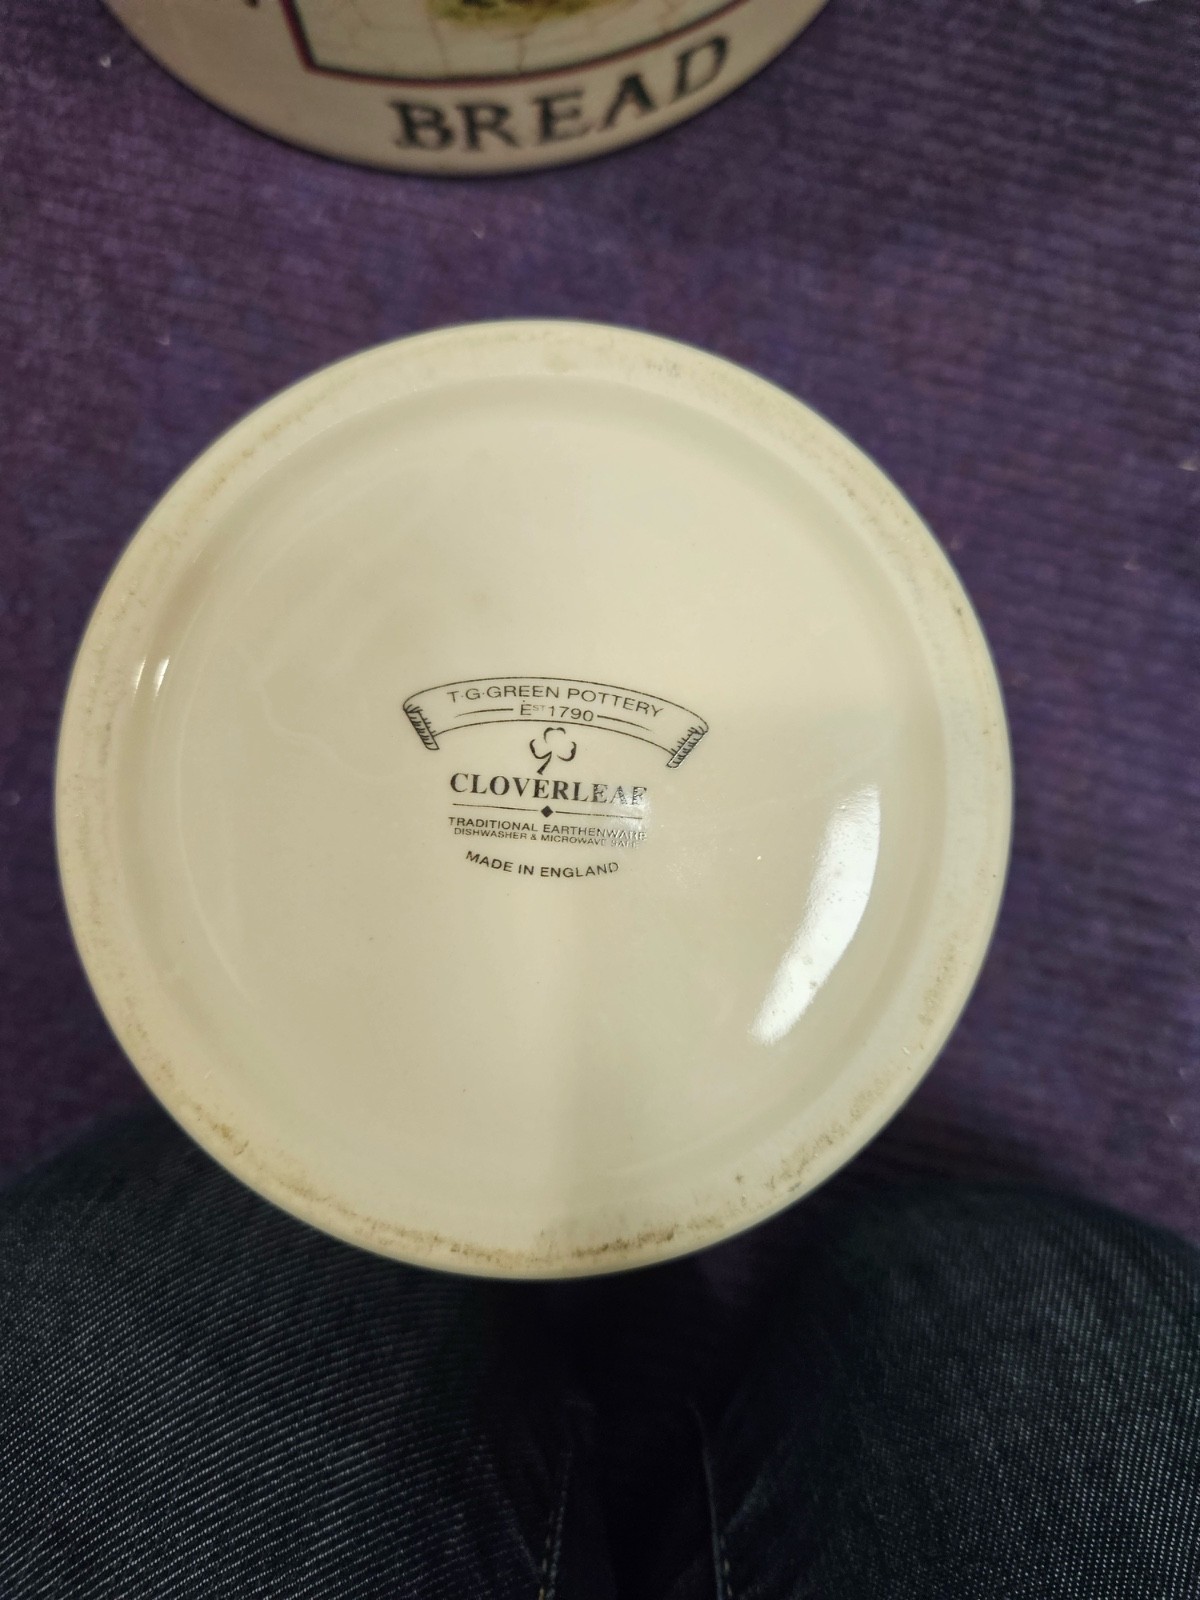 BREAD
T·G·GREEN POTTERY
EST 1790
CLOVERLEAF
TRADITIONAL EARTHENWARE
DISHWASHER & MICROWAVE SAFE
MADE IN ENGLAND